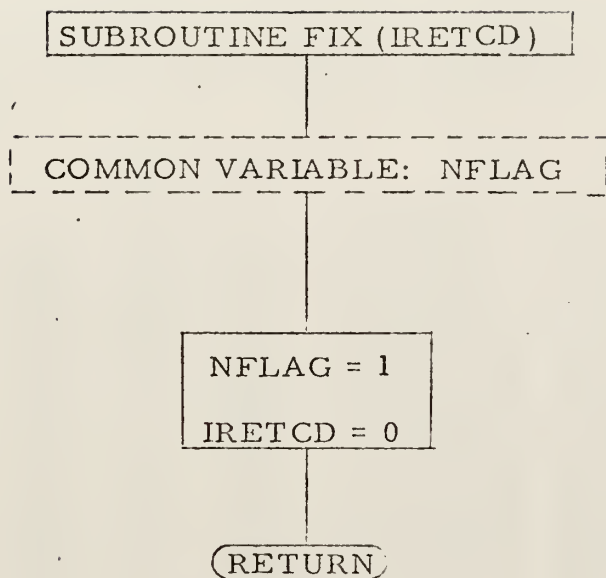 SUBROUTINE FIX (IRETCD)
COMMON VARIABLE: NFLAG
NFLAG = 1
IRETCD = 0
RETURN